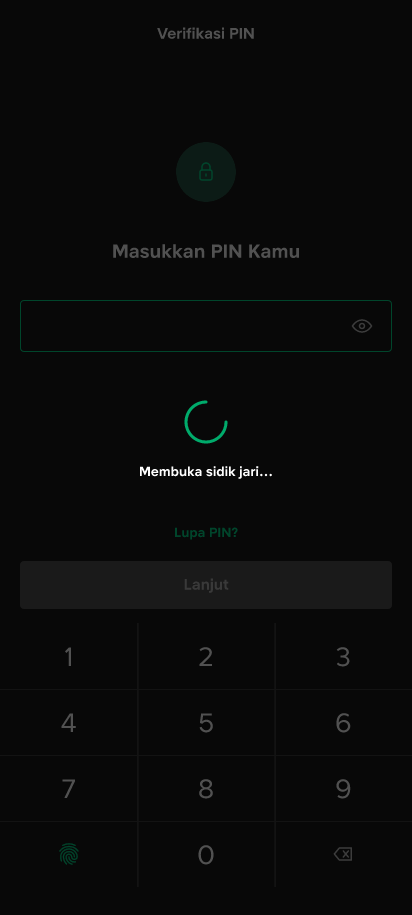 Verifikasi PIN
Masukkan PIN Kamu
Membuka sidik jari...
Lupa PIN?
Lanjut
1 2 3
4 5 6
7 8 9
0